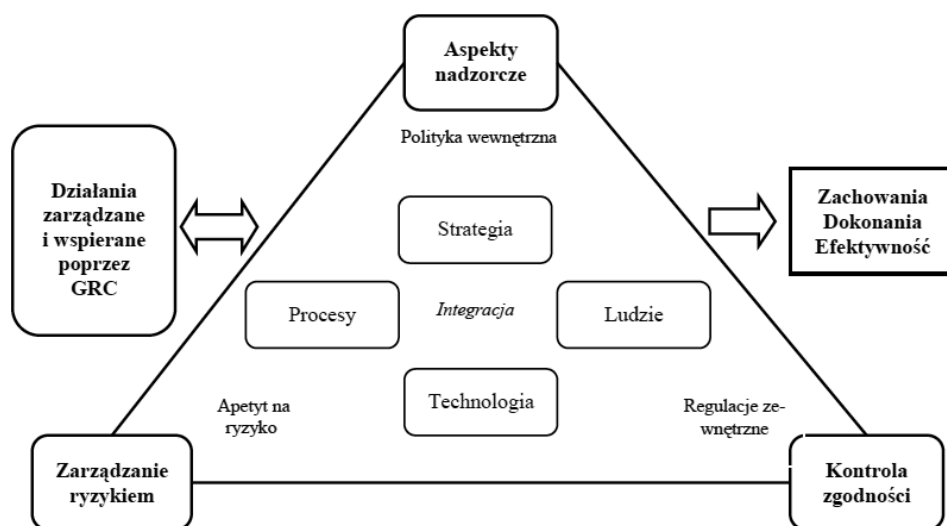 Aspekty
nadzorcze
Polityka wewnętrzna
Działania
zarządzane
i wspierane
poprzez
GRC
Zachowania
Dokonania
Efektywność
Strategia
Procesy
Integracja
Ludzie
Technologia
Apetyt na
ryzyko
Regulacje ze-
wnętrzne
Zarządzanie
ryzykiem
Kontrola
zgodności